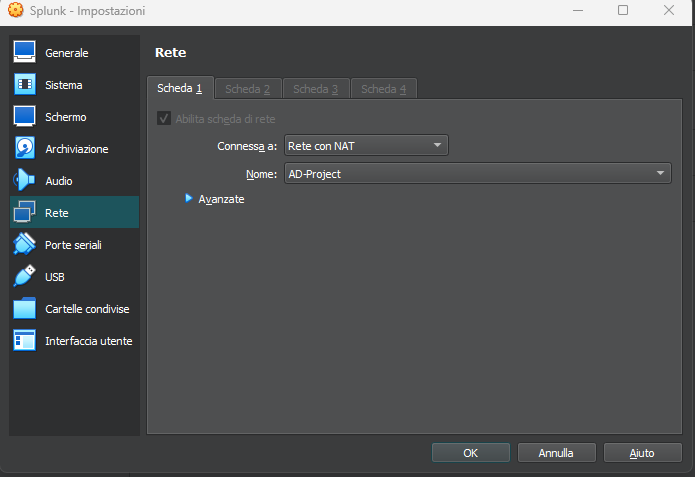 Splunk - Impostazioni
Generale
Sistema
Schermo
Archiviazione
Audio
Rete
Porte seriali
USB
Cartelle condivise
Interfaccia utente
Rete
Scheda 1 Scheda 2 Scheda 3 Scheda 4
Abilita scheda di rete
Connessa a: Rete con NAT
Nome: AD-Project
Avanzate
OK Annulla Aiuto